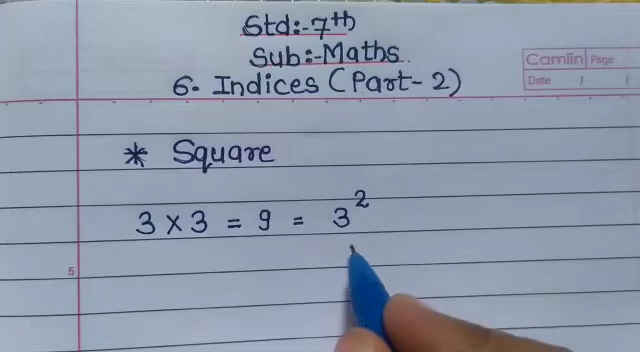 Std:-7th
Sub:-Maths.
6. Indices (Part-2)
Camlin Page
Date / /
* Square
3 × 3 = 9 = 3²
5